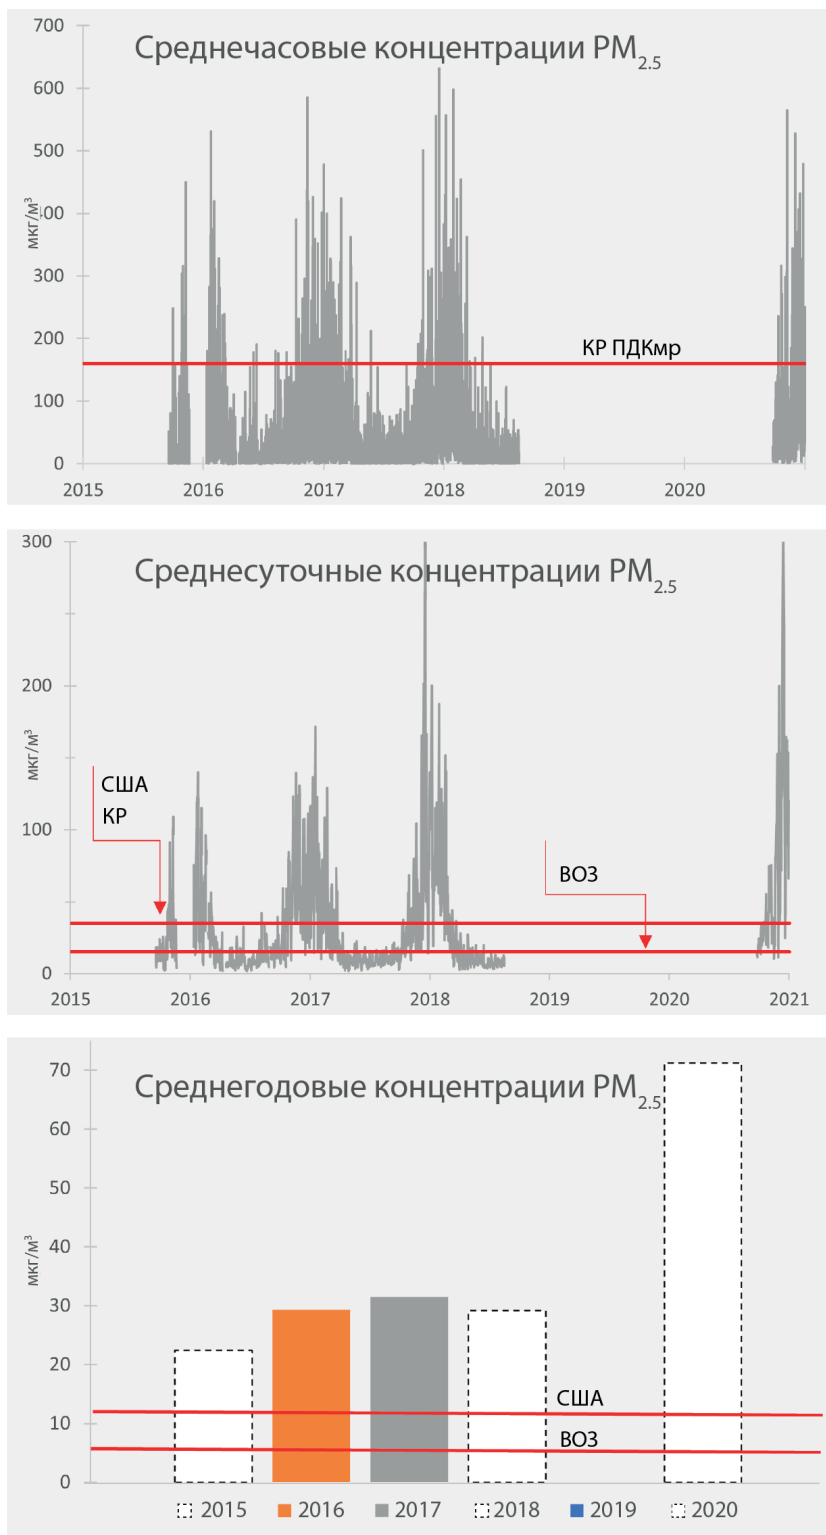 Среднечасовые концентрации PM2.5
700
600
500
400
300
200
100
0
мкг/м³
КР ПДКмр
2015 2016 2017 2018 2019 2020
Среднесуточные концентрации PM2.5
300
200
100
0
мкг/м³
США
КР
ВОЗ
2015 2016 2017 2018 2019 2020 2021
Среднегодовые концентрации PM2.5
70
60
50
40
30
20
10
0
мкг/м³
США
ВОЗ
2015 2016 2017 2018 2019 2020